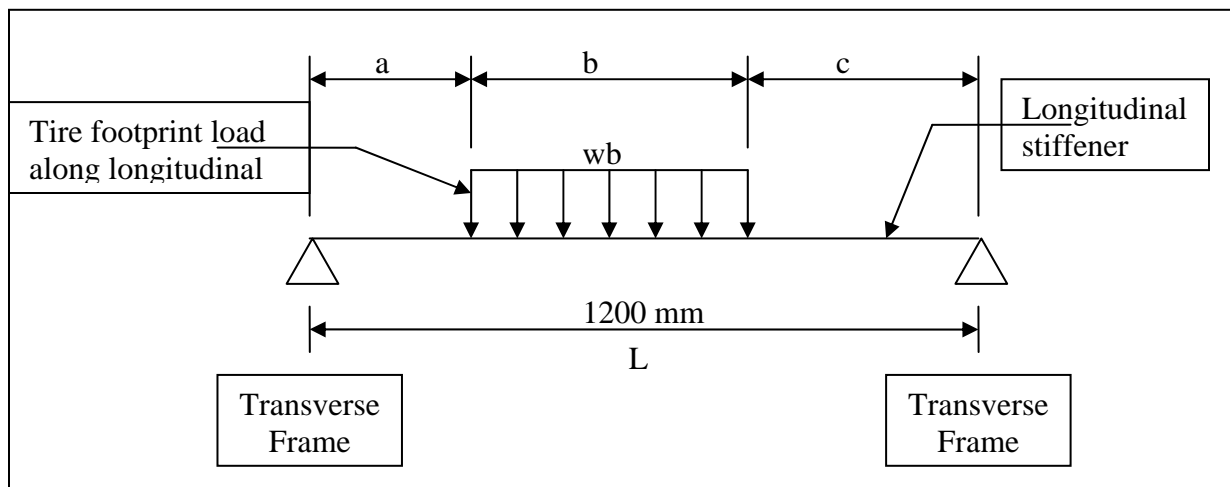 a
b
c
Tire footprint load
along longitudinal
wb
Longitudinal
stiffener
1200 mm
L
Transverse
Frame
Transverse
Frame